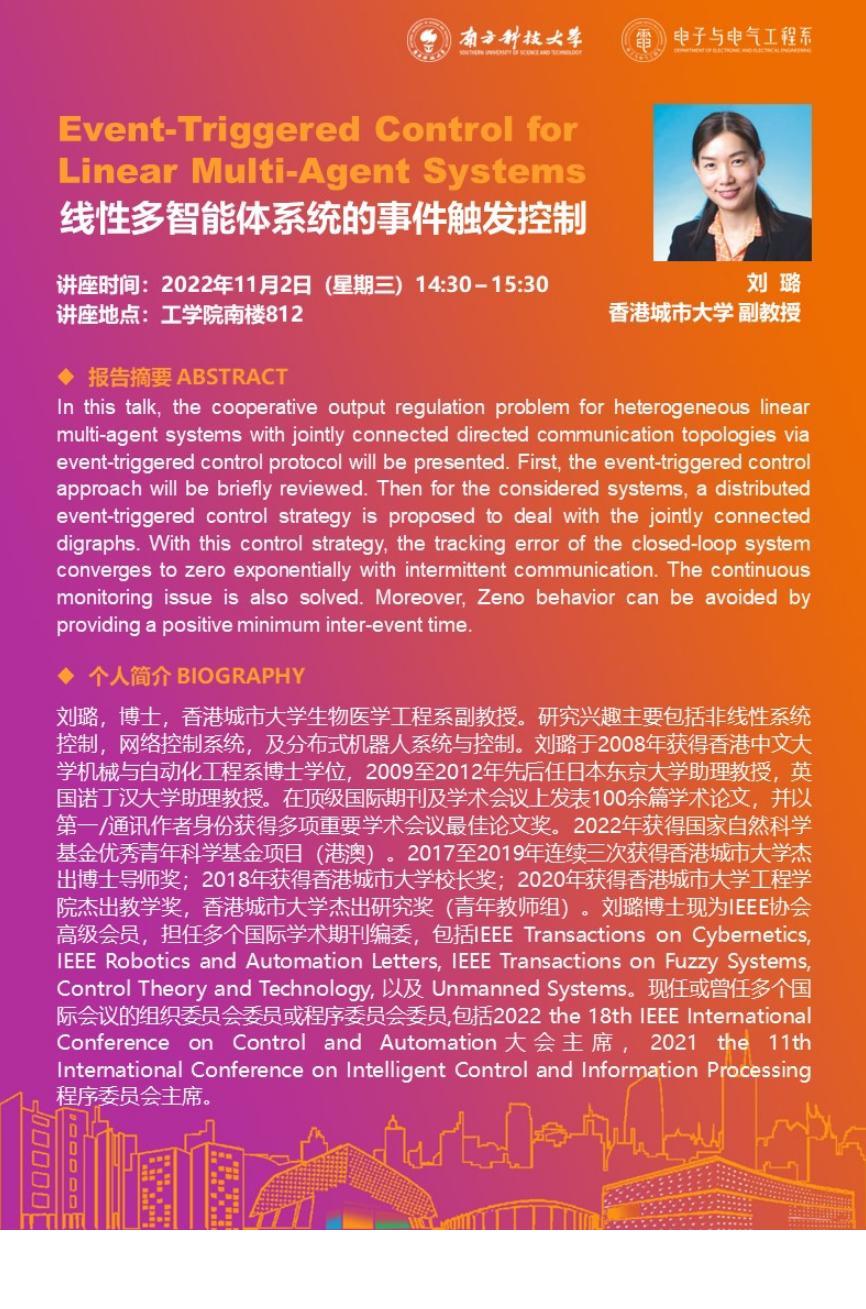 南方科技大学
SOUTHERN UNIVERSITY OF SCIENCE AND TECHNOLOGY
电子与电气工程系
DEPARTMENT OF ELECTRONIC AND ELECTRICAL ENGINEERING
Event-Triggered Control for
Linear Multi-Agent Systems
线性多智能体系统的事件触发控制
讲座时间：2022年11月2日（星期三）14:30 – 15:30
讲座地点：工学院南楼812
刘 璐
香港城市大学 副教授
◆ 报告摘要 ABSTRACT
In this talk, the cooperative output regulation problem for heterogeneous linear
multi-agent systems with jointly connected directed communication topologies via
event-triggered control protocol will be presented. First, the event-triggered control
approach will be briefly reviewed. Then for the considered systems, a distributed
event-triggered control strategy is proposed to deal with the jointly connected
digraphs. With this control strategy, the tracking error of the closed-loop system
converges to zero exponentially with intermittent communication. The continuous
monitoring issue is also solved. Moreover, Zeno behavior can be avoided by
providing a positive minimum inter-event time.
◆ 个人简介 BIOGRAPHY
刘璐，博士，香港城市大学生物医学工程系副教授。研究兴趣主要包括非线性系统
控制，网络控制系统，及分布式机器人系统与控制。刘璐于2008年获得香港中文大
学机械与自动化工程系博士学位，2009至2012年先后任日本东京大学助理教授，英
国诺丁汉大学助理教授。在顶级国际期刊及学术会议上发表100余篇学术论文，并以
第一/通讯作者身份获得多项重要学术会议最佳论文奖。2022年获得国家自然科学
基金优秀青年科学基金项目（港澳）。2017至2019年连续三次获得香港城市大学杰
出博士导师奖；2018年获得香港城市大学校长奖；2020年获得香港城市大学工程学
院杰出教学奖，香港城市大学杰出研究奖（青年教师组）。刘璐博士现为IEEE协会
高级会员，担任多个国际学术期刊编委，包括IEEE Transactions on Cybernetics,
IEEE Robotics and Automation Letters, IEEE Transactions on Fuzzy Systems,
Control Theory and Technology, 以及 Unmanned Systems。现任或曾任多个国
际会议的组织委员会委员或程序委员会委员,包括2022 the 18th IEEE International
Conference on Control and Automation大会主席，2021 the 11th
International Conference on Intelligent Control and Information Processing
程序委员会主席。